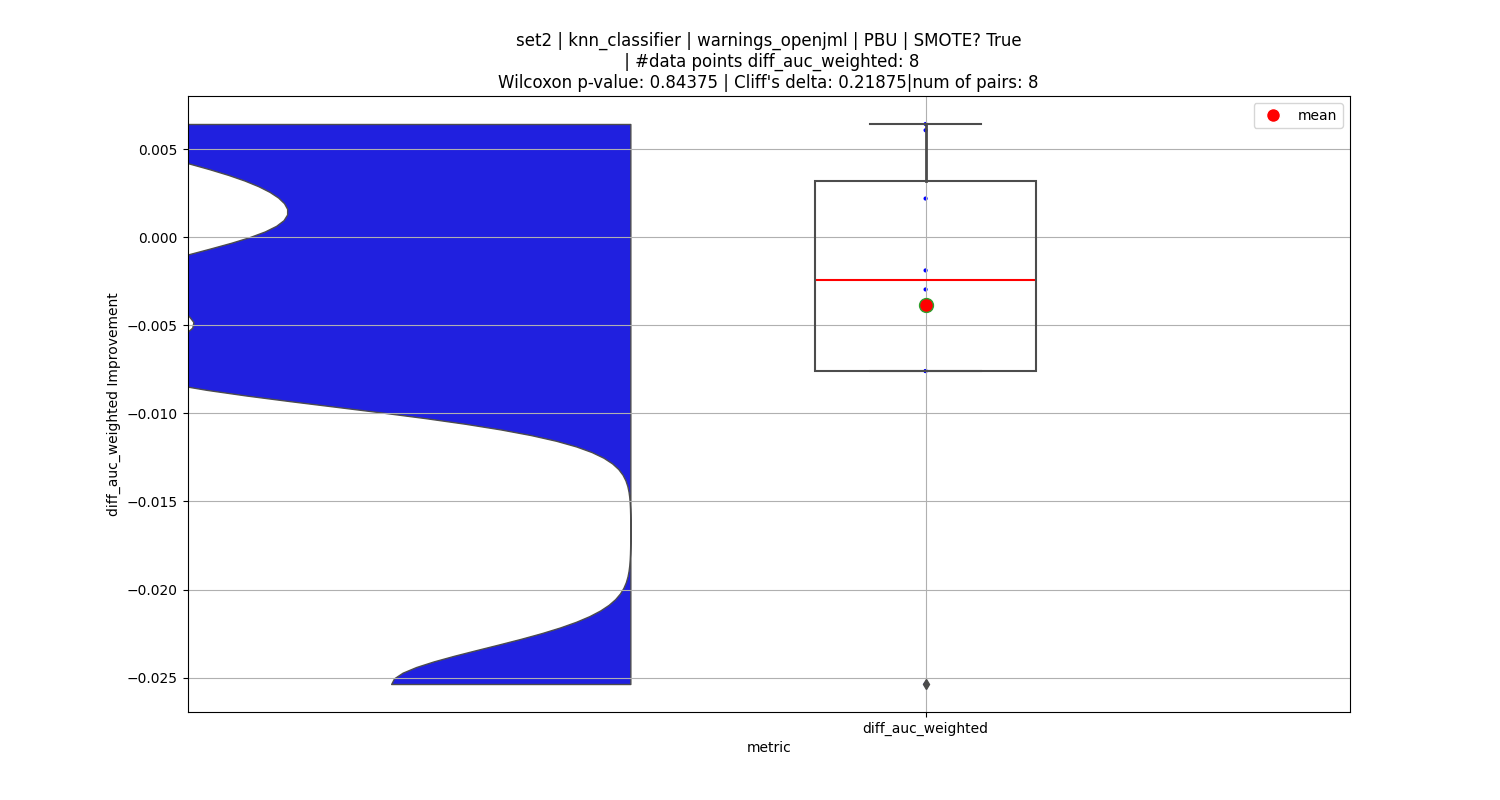 set2 | knn_classifier | warnings_openjml | PBU | SMOTE? True
| #data points diff_auc_weighted: 8
Wilcoxon p-value: 0.84375 | Cliff's delta: 0.21875|num of pairs: 8
mean
0.005
0.000
−0.005
−0.010
−0.015
−0.020
−0.025
diff_auc_weighted Improvement
diff_auc_weighted
metric